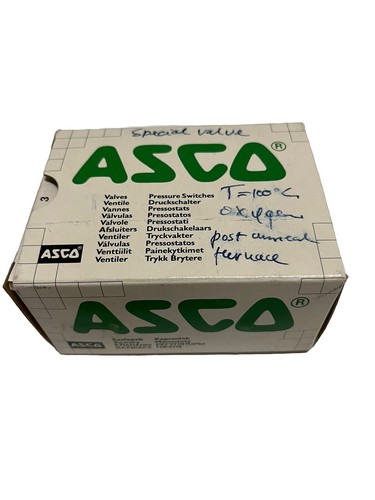 special valve
ASCO®
Valves Pressure Switches
Ventile Druckschalter
Vannes Pressostats
Válvulas Presostatos
Valvole Pressostati
Afsluiters Drukschakelaars
Ventiler Tryckvakter
Válvulas Pressostatos
Venttiilit Painekytkimet
Ventiler Trykk Brytere
T=100°C
oxygen
post
furnace
3
ASCO®
ASCO®
ASCO